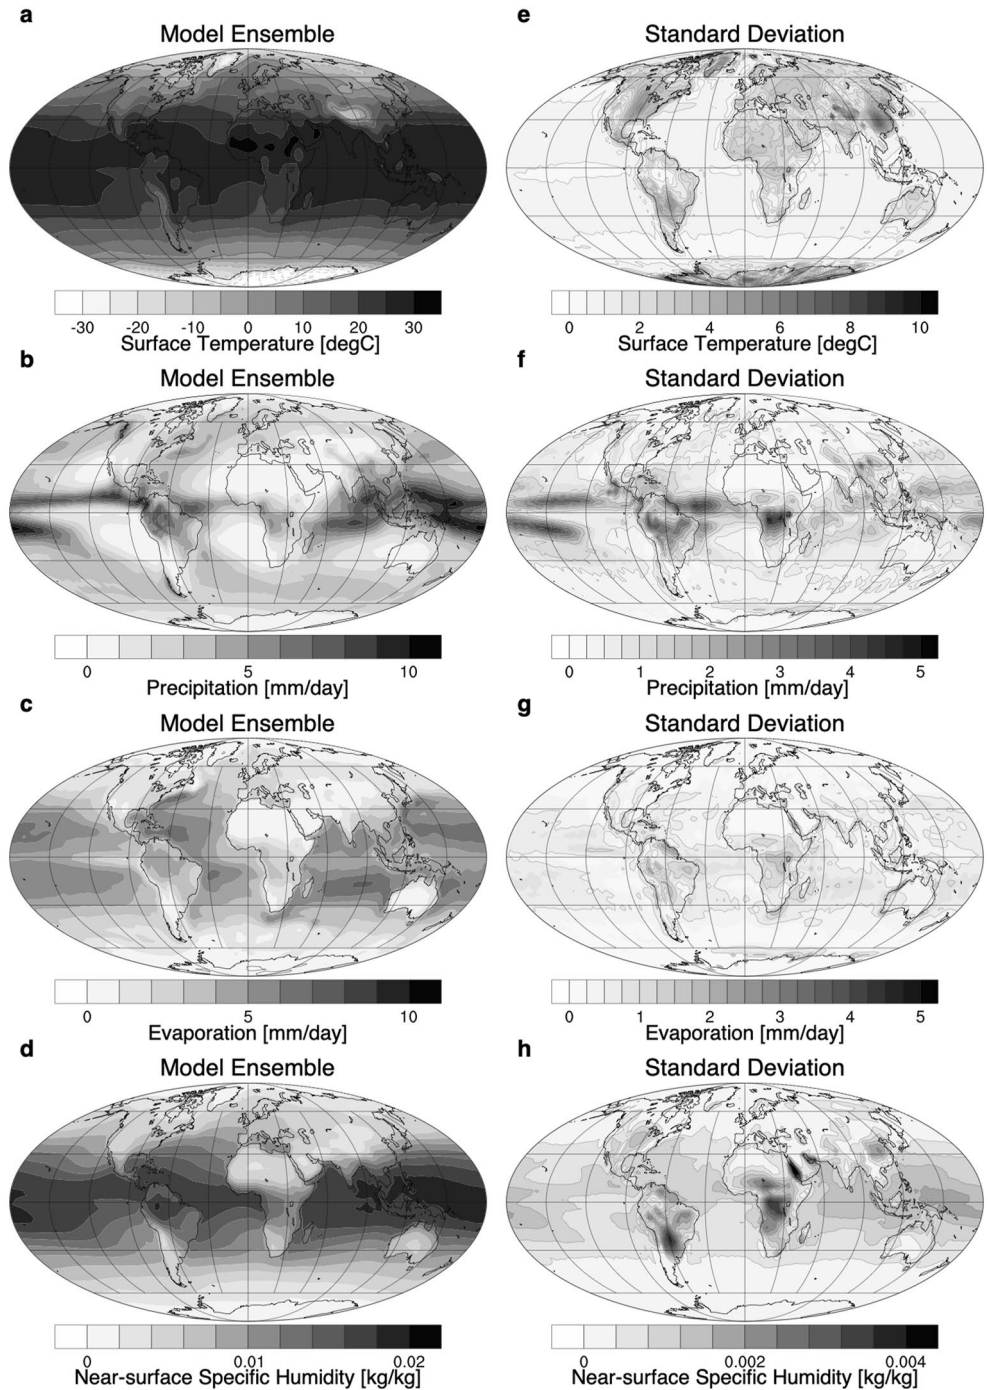 a
Model Ensemble
-30 -20 -10 0 10 20 30
Surface Temperature [degC]
b
Model Ensemble
0 5 10
Precipitation [mm/day]
c
Model Ensemble
0 5 10
Evaporation [mm/day]
d
Model Ensemble
0 0.01 0.02
Near-surface Specific Humidity [kg/kg]
e
Standard Deviation
0 2 4 6 8 10
Surface Temperature [degC]
f
Standard Deviation
0 1 2 3 4 5
Precipitation [mm/day]
g
Standard Deviation
0 1 2 3 4 5
Evaporation [mm/day]
h
Standard Deviation
0 0.002 0.004
Near-surface Specific Humidity [kg/kg]